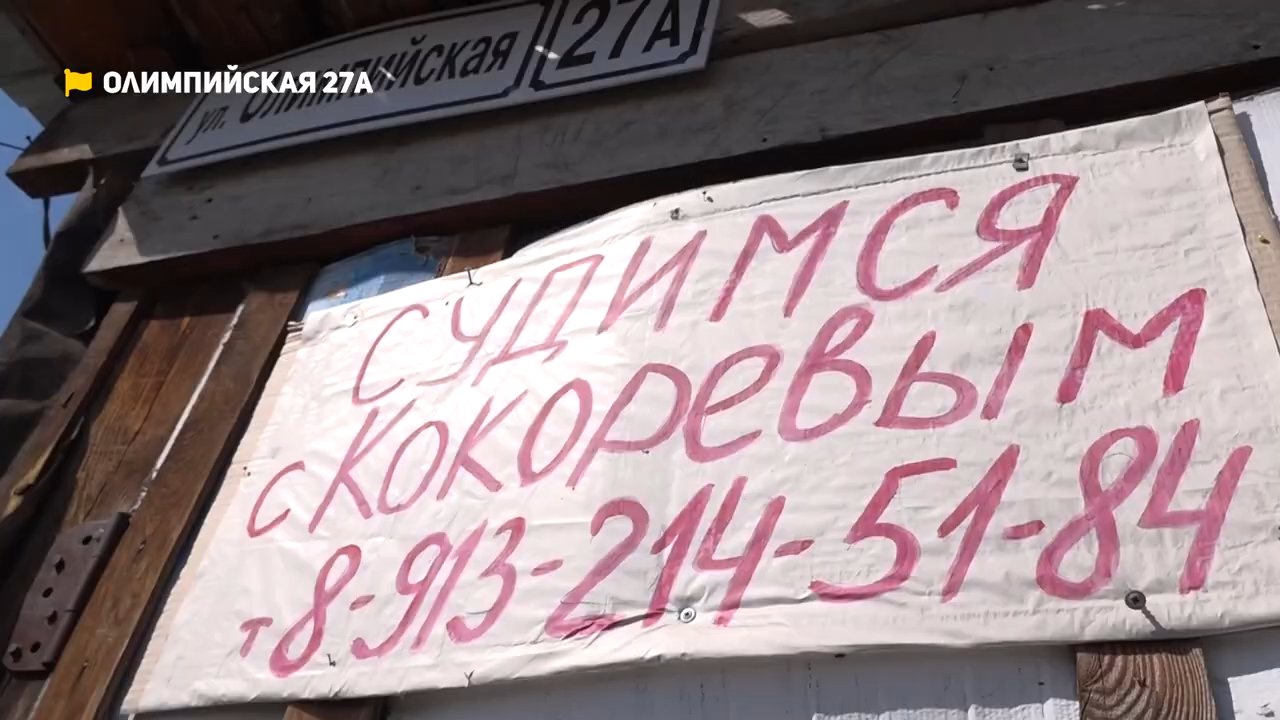 ОЛИМПИЙСКАЯ 27А
ул. ОЛИМПИЙСКАЯ 27А
СУДИМСЯ
с Кокоревым
т 8-913-214-51-84